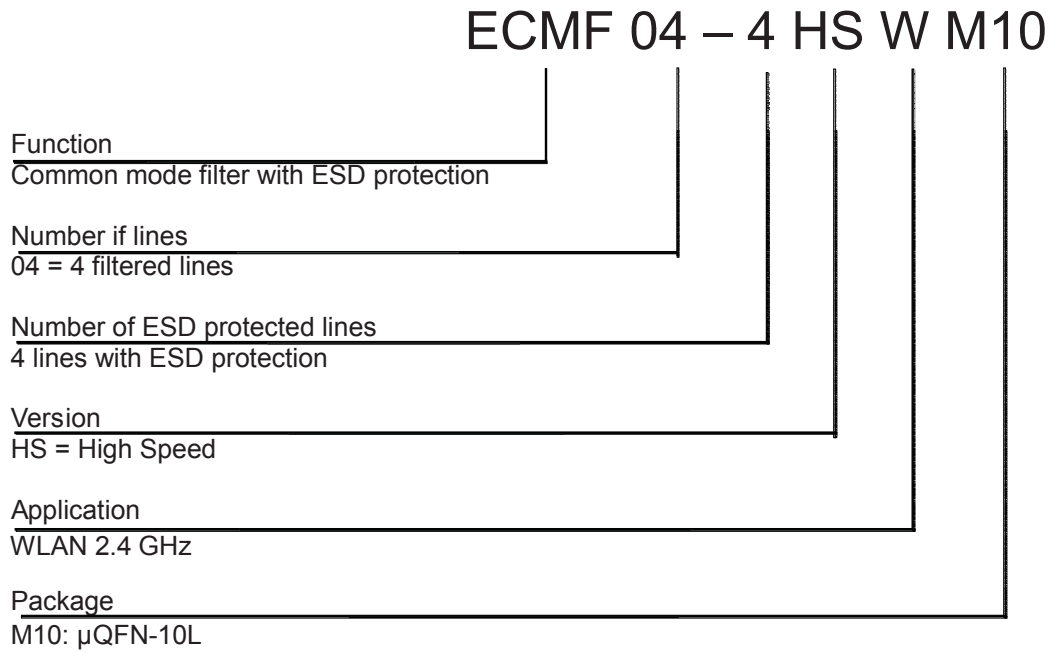 ECMF 04 – 4 HS W M10
Function
Common mode filter with ESD protection
Number if lines
04 = 4 filtered lines
Number of ESD protected lines
4 lines with ESD protection
Version
HS = High Speed
Application
WLAN 2.4 GHz
Package
M10: µQFN-10L